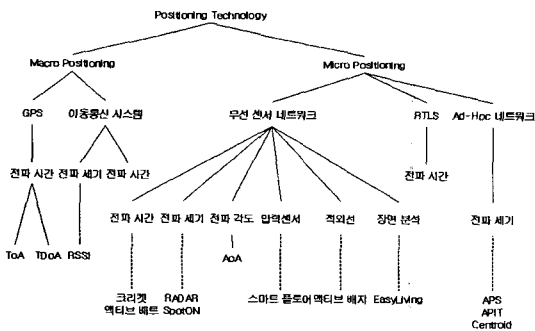 Positioning Technology
Macro Positioning Micro Positioning
GPS 이동통신 시스템 무선 센서 네트워크 RTLS Ad-Hoc 네트워크
전파 시간 전파 세기 전파 시간 전파 시간
전파 시간 전파 세기 전파 각도 압력센서 적외선 장면 분석 전파 세기
ToA TDoA RSSI AoA
크리켓 RADAR 스마트 플로어 액티브 배지 EasyLiving APS
액티브 배트 SpotON APIT
Centroid